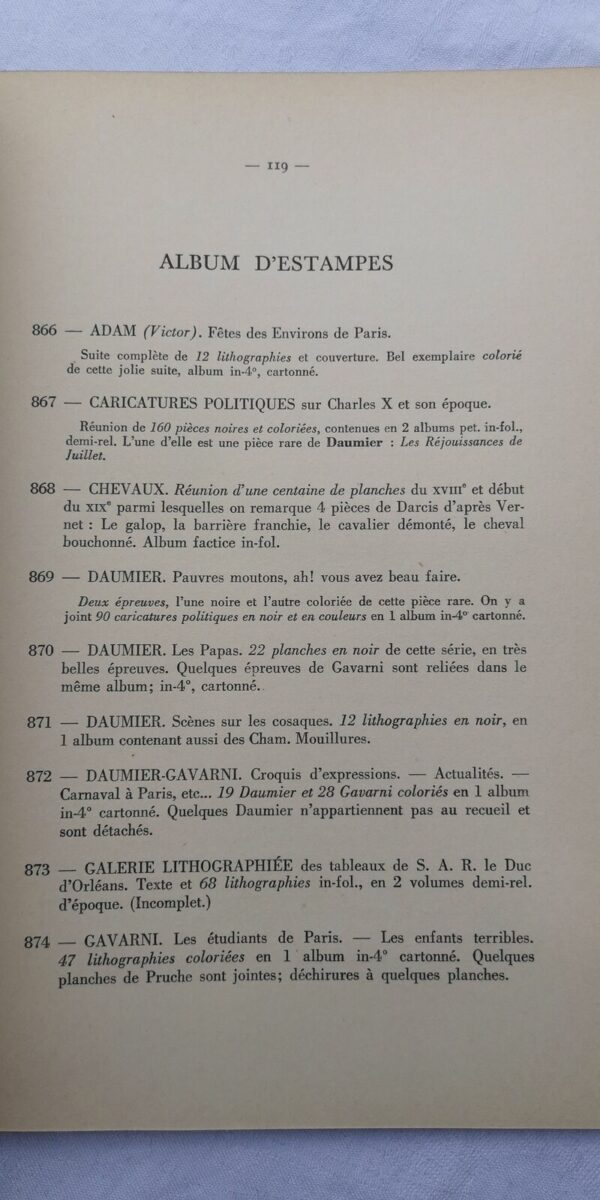 — 119 —
ALBUM D'ESTAMPES
866 — ADAM (Victor). Fêtes des Environs de Paris.
Suite complète de 12 lithographies et couverture. Bel exemplaire colorié
de cette jolie suite, album in-4°, cartonné.
867 — CARICATURES POLITIQUES sur Charles X et son époque.
Réunion de 160 pièces noires et coloriées, contenues en 2 albums pet. in-fol.,
demi-rel. L'une d'elle est une pièce rare de Daumier : Les Réjouissances de
Juillet.
868 — CHEVAUX. Réunion d'une centaine de planches du XVIIIe et début
du XIXe parmi lesquelles on remarque 4 pièces de Darcis d'après Ver-
net : Le galop, la barrière franchie, le cavalier démonté, le cheval
bouchonné. Album factice in-fol.
869 — DAUMIER. Pauvres moutons, ah! vous avez beau faire.
Deux épreuves, l'une noire et l'autre coloriée de cette pièce rare. On y a
joint 90 caricatures politiques en noir et en couleurs en 1 album in-4° cartonné.
870 — DAUMIER. Les Papas. 22 planches en noir de cette série, en très
belles épreuves. Quelques épreuves de Gavarni sont reliées dans le
même album; in-4°, cartonné.
871 — DAUMIER. Scènes sur les cosaques. 12 lithographies en noir, en
1 album contenant aussi des Cham. Mouillures.
872 — DAUMIER-GAVARNI. Croquis d'expressions. — Actualités. —
Carnaval à Paris, etc... 19 Daumier et 28 Gavarni coloriés en 1 album
in-4° cartonné. Quelques Daumier n'appartiennent pas au recueil et
sont détachés.
873 — GALERIE LITHOGRAPHIÉE des tableaux de S. A. R. le Duc
d'Orléans. Texte et 68 lithographies in-fol., en 2 volumes demi-rel.
d'époque. (Incomplet.)
874 — GAVARNI. Les étudiants de Paris. — Les enfants terribles.
47 lithographies coloriées en 1 album in-4° cartonné. Quelques
planches de Pruche sont jointes; déchirures à quelques planches.